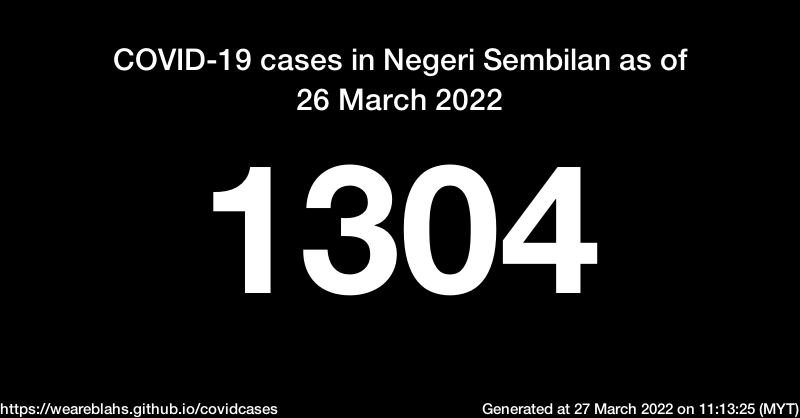 COVID-19 cases in Negeri Sembilan as of
26 March 2022
1304
https://weareblahs.github.io/covidcases
Generated at 27 March 2022 on 11:13:25 (MYT)